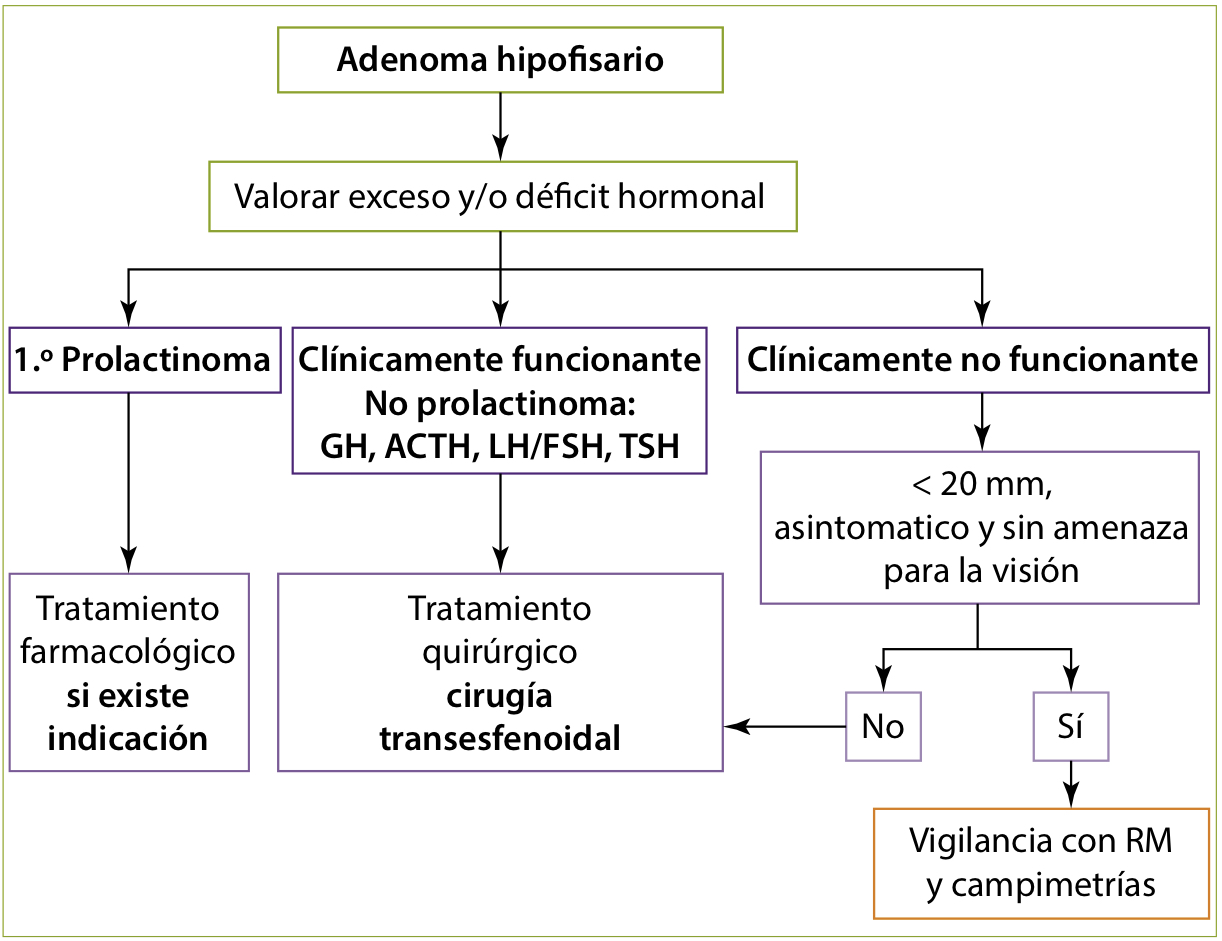 Adenoma hipofisario
Valorar exceso y/o déficit hormonal
1.º Prolactinoma
Clínicamente funcionante
No prolactinoma:
GH, ACTH, LH/FSH, TSH
Clínicamente no funcionante
< 20 mm,
asintomatico y sin amenaza
para la visión
Tratamiento
farmacológico
si existe
indicación
Tratamiento
quirúrgico
cirugía
transesfenoidal
No
Sí
Vigilancia con RM
y campimetrías